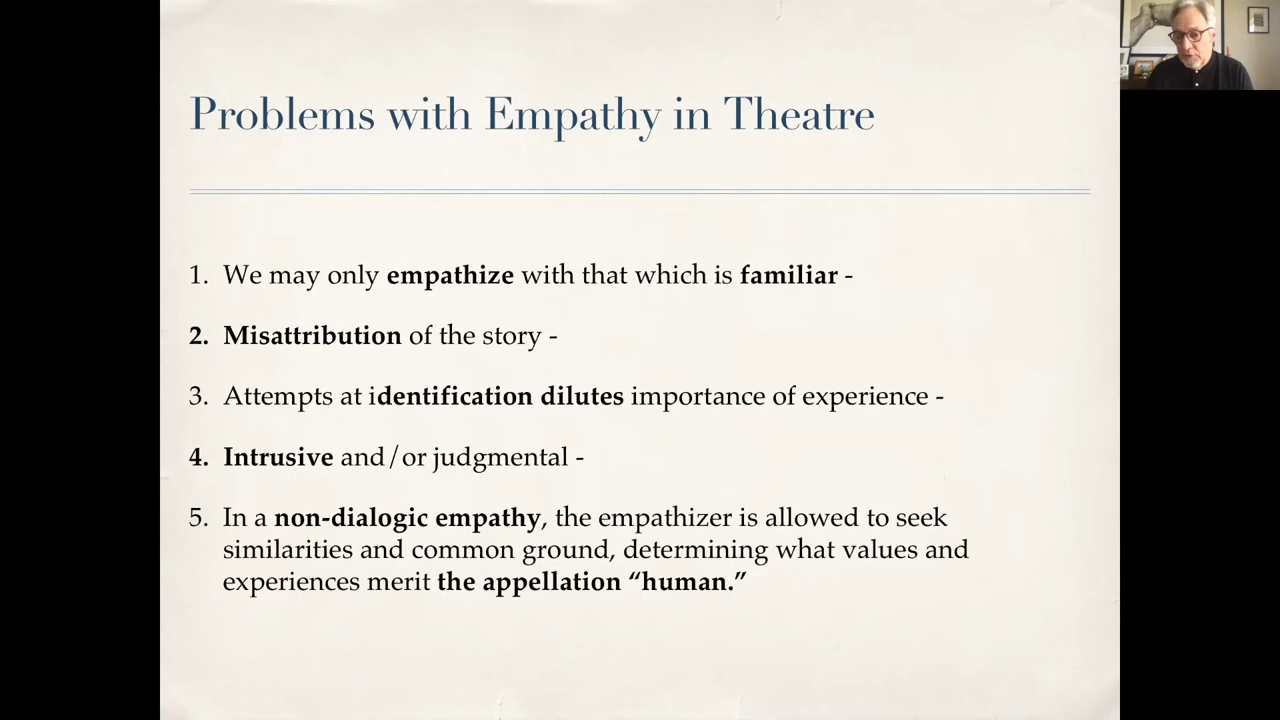 Problems with Empathy in Theatre
1. We may only empathize with that which is familiar -
2. Misattribution of the story -
3. Attempts at identification dilutes importance of experience -
4. Intrusive and/or judgmental -
5. In a non-dialogic empathy, the empathizer is allowed to seek
similarities and common ground, determining what values and
experiences merit the appellation “human.”